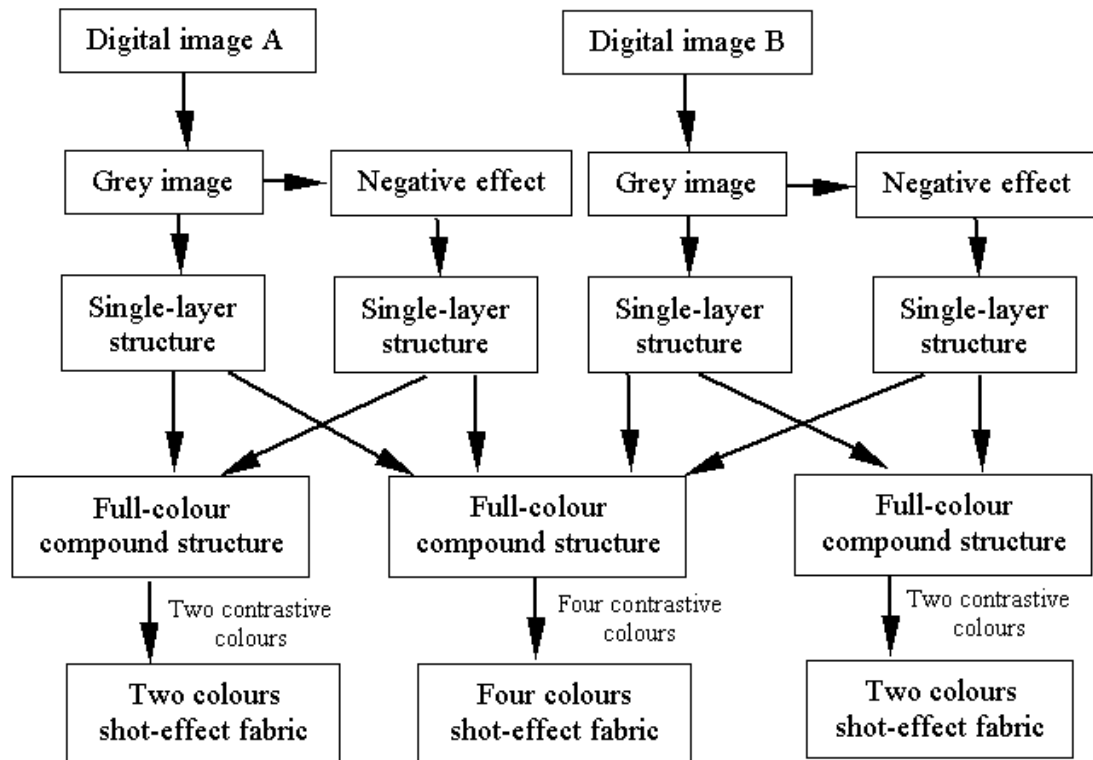 Digital image A
Digital image B
Grey image
Negative effect
Grey image
Negative effect
Single-layer
structure
Single-layer
structure
Single-layer
structure
Single-layer
structure
Full-colour
compound structure
Full-colour
compound structure
Full-colour
compound structure
Two contrastive
colours
Four contrastive
colours
Two contrastive
colours
Two colours
shot-effect fabric
Four colours
shot-effect fabric
Two colours
shot-effect fabric